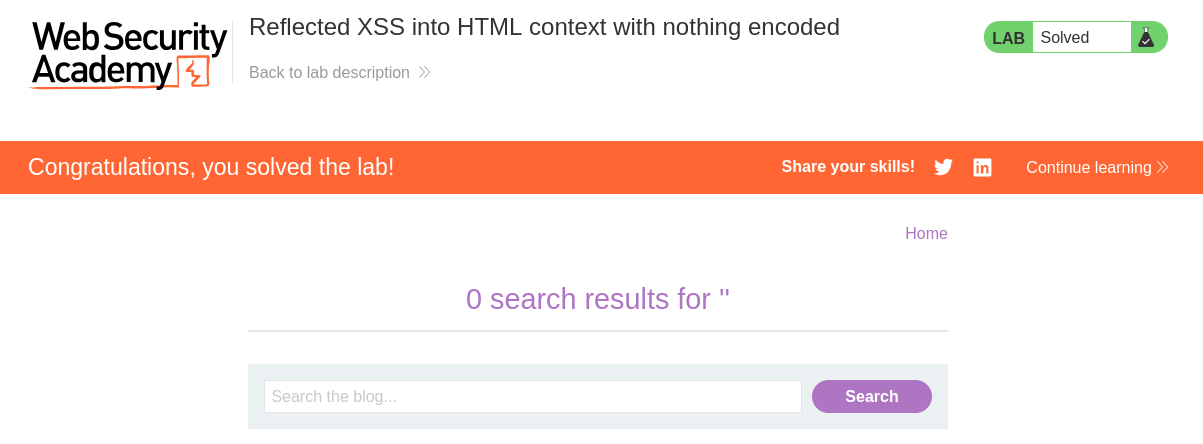 Web Security
Academy
Reflected XSS into HTML context with nothing encoded
Back to lab description
LAB Solved
Congratulations, you solved the lab!
Share your skills!
Continue learning
Home
0 search results for ''
Search the blog...
Search